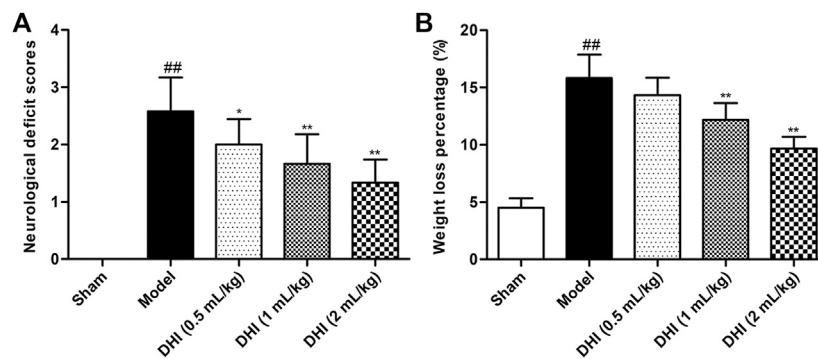 A
Neurological deficit scores
4
3
2
1
0
##
*
**
**
Sham
Model
DHI (0.5 mL/kg)
DHI (1 mL/kg)
DHI (2 mL/kg)
B
Weight loss percentage (%)
20
15
10
5
0
##
**
**
Sham
Model
DHI (0.5 mL/kg)
DHI (1 mL/kg)
DHI (2 mL/kg)